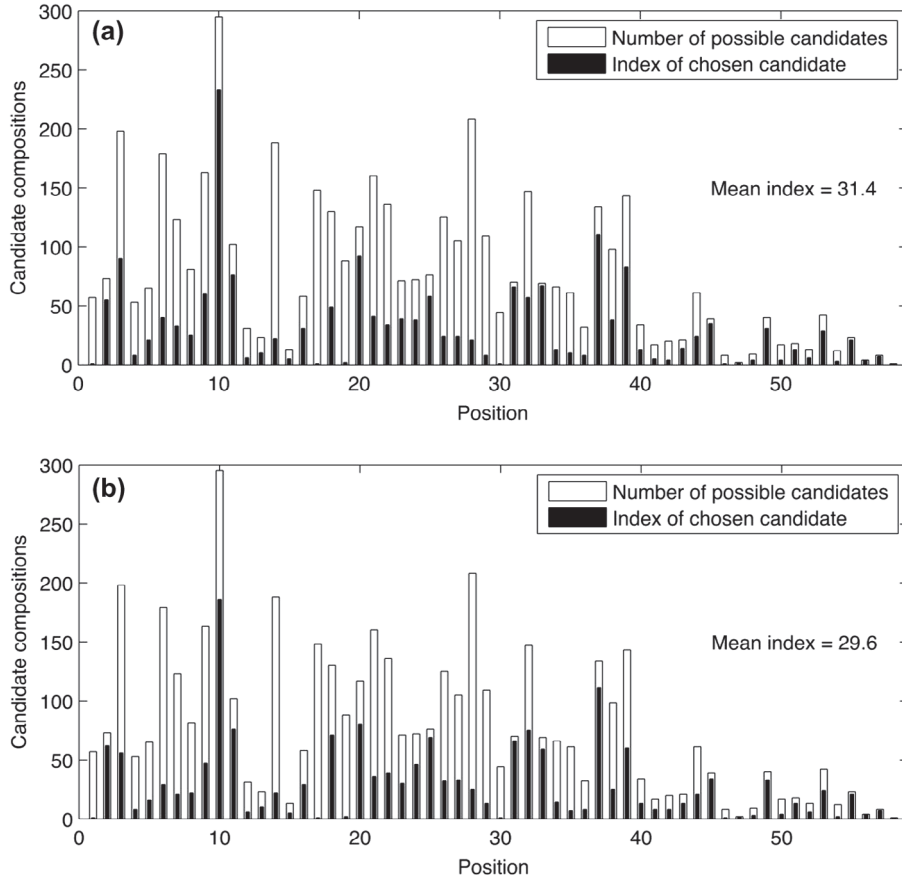 (a)
300
250
200
150
100
50
0
Candidate compositions
Number of possible candidates
Index of chosen candidate
Mean index = 31.4
0 10 20 30 40 50
Position
(b)
300
250
200
150
100
50
0
Candidate compositions
Number of possible candidates
Index of chosen candidate
Mean index = 29.6
0 10 20 30 40 50
Position